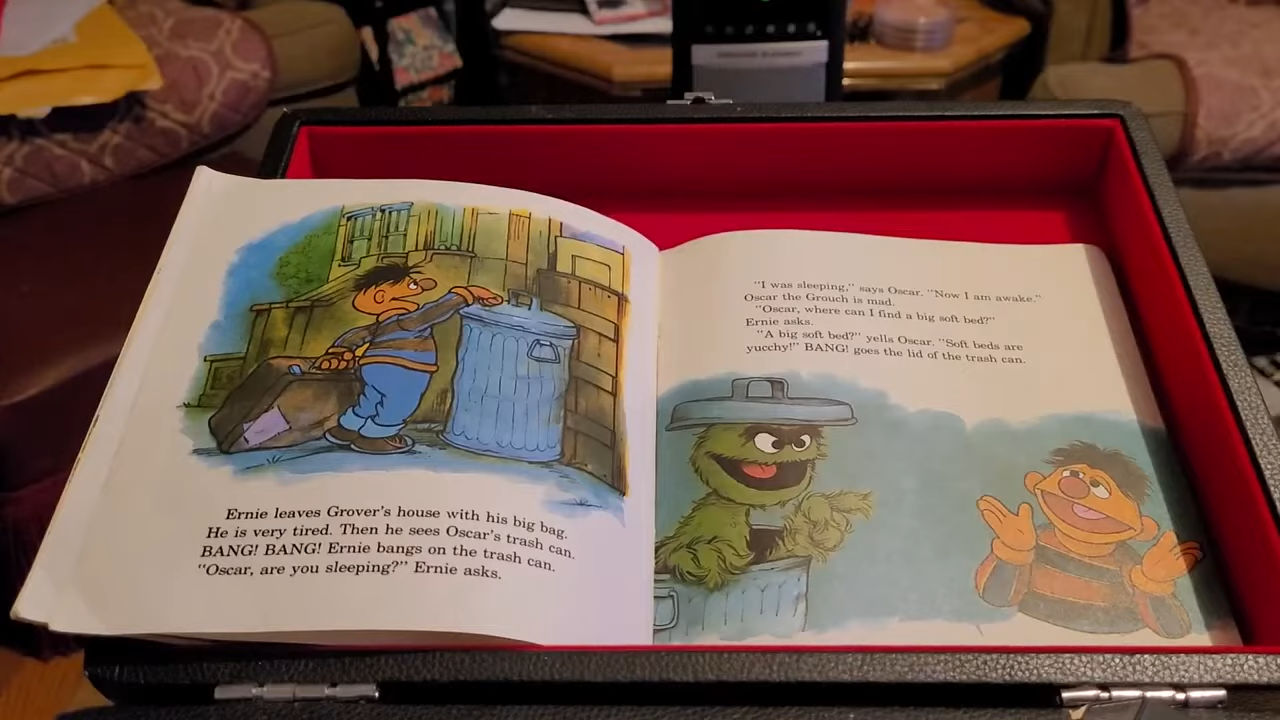 Ernie leaves Grover's house with his big bag.
He is very tired. Then he sees Oscar's trash can.
BANG! BANG! Ernie bangs on the trash can.
"Oscar, are you sleeping?" Ernie asks.
"I was sleeping," says Oscar. "Now I am awake."
Oscar the Grouch is mad.
"Oscar, where can I find a big soft bed?"
Ernie asks.
"A big soft bed?" yells Oscar. "Soft beds are
yucchy!" BANG! goes the lid of the trash can.